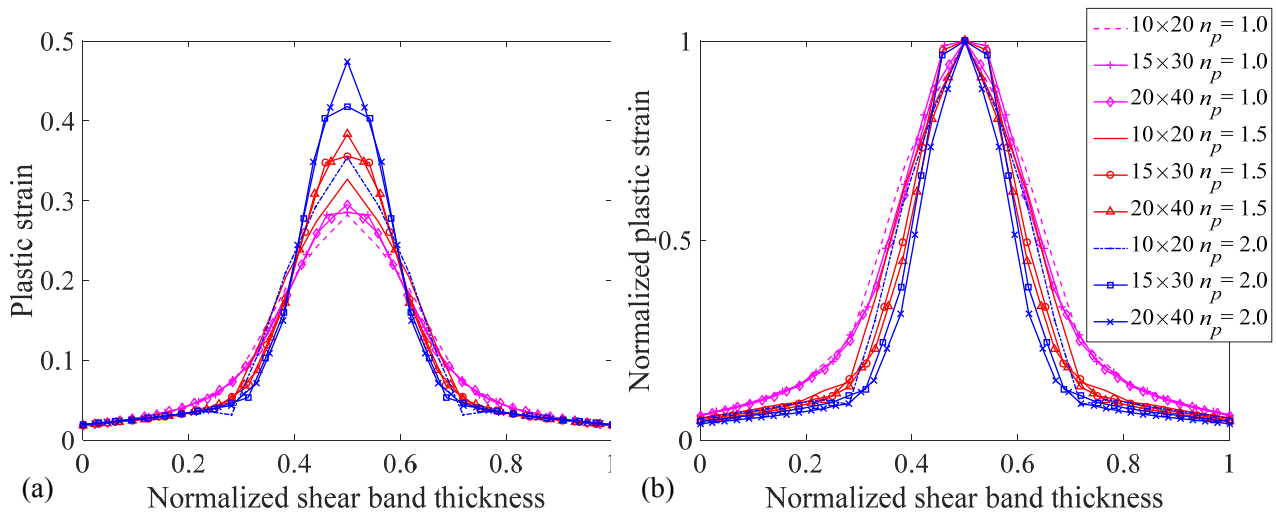 0.5
0.4
0.3
0.2
0.1
0
Plastic strain
0 0.2 0.4 0.6 0.8 1
Normalized shear band thickness
(a)
1
0.5
0
Normalized plastic strain
0 0.2 0.4 0.6 0.8 1
Normalized shear band thickness
(b)
10×20 n_p = 1.0
15×30 n_p = 1.0
20×40 n_p = 1.0
10×20 n_p = 1.5
15×30 n_p = 1.5
20×40 n_p = 1.5
10×20 n_p = 2.0
15×30 n_p = 2.0
20×40 n_p = 2.0